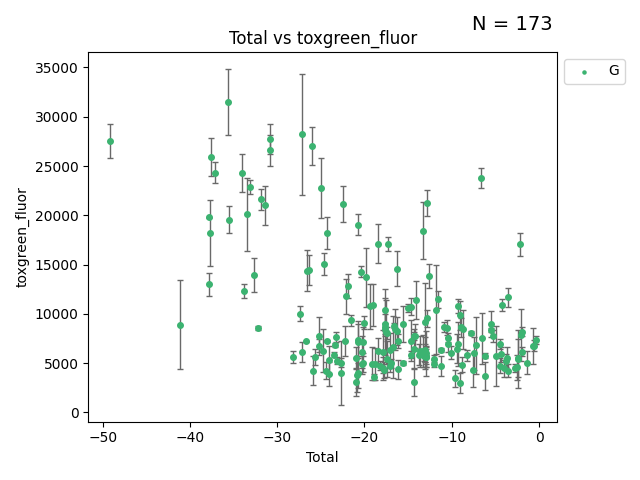 N = 173
Total vs toxgreen_fluor
G
35000
30000
25000
20000
15000
10000
5000
0
toxgreen_fluor
−50 −40 −30 −20 −10 0
Total